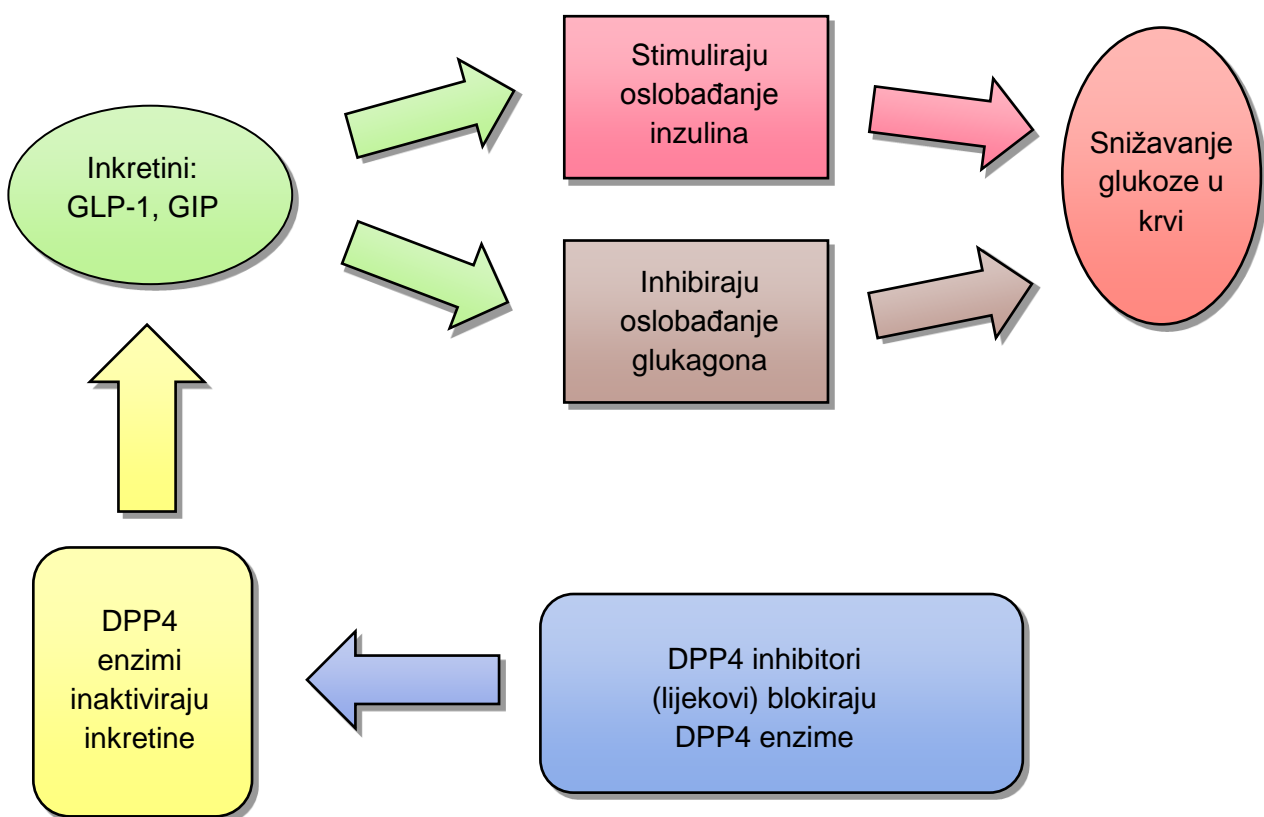 Inkretini:
GLP-1, GIP
Stimuliraju
oslobađanje
inzulina
Inhibiraju
oslobađanje
glukagona
Snižavanje
glukoze u
krvi
DPP4
enzimi
inaktiviraju
inkretine
DPP4 inhibitori
(lijekovi) blokiraju
DPP4 enzime